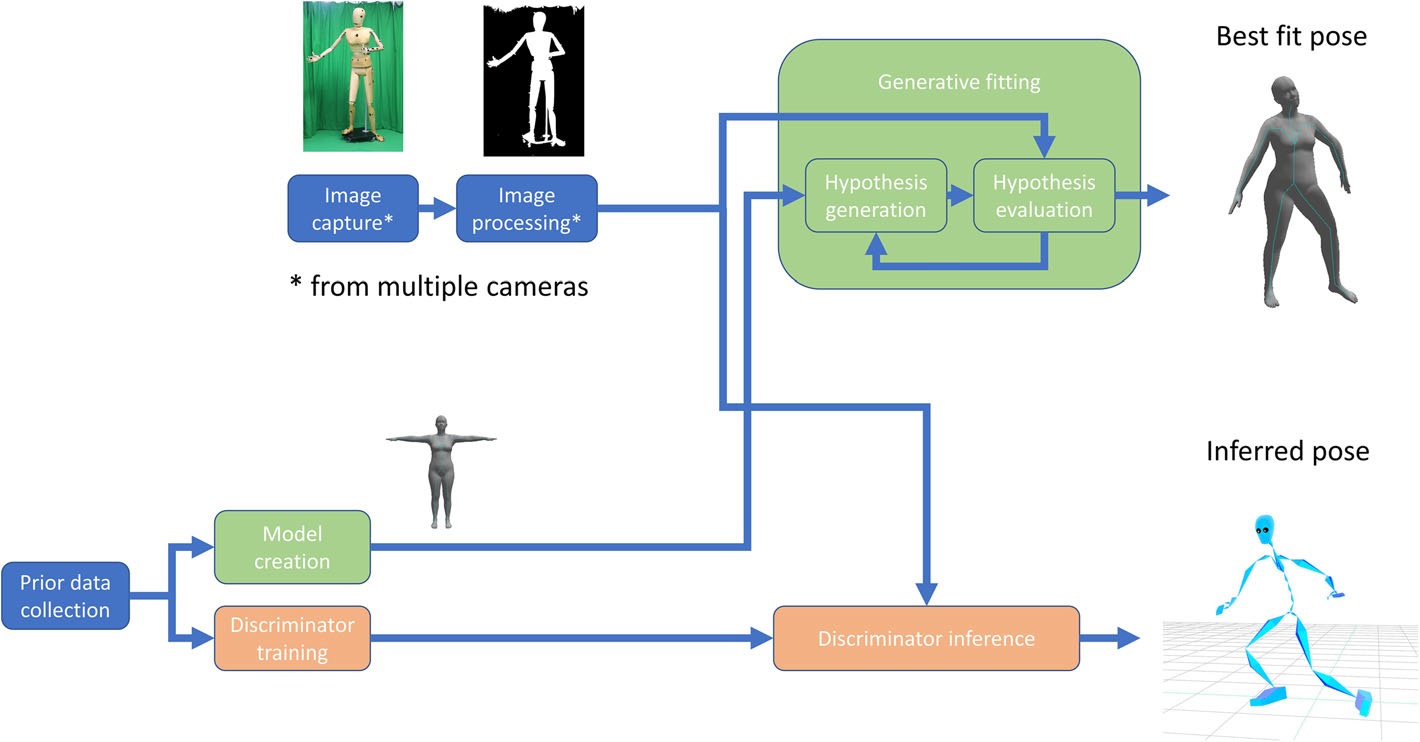 Best fit pose
Generative fitting
Image
capture*
Image
processing*
Hypothesis
generation
Hypothesis
evaluation
* from multiple cameras
Inferred pose
Model
creation
Prior data
collection
Discriminator
training
Discriminator inference